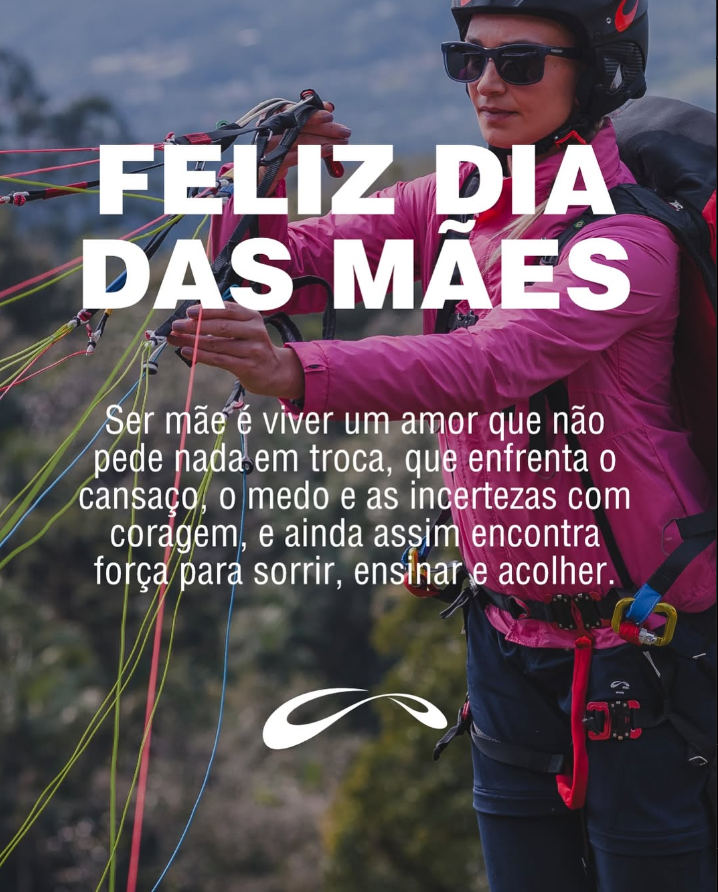 FELIZ DIA
DAS MÃES
Ser mãe é viver um amor que não
pede nada em troca, que enfrenta o
cansaço, o medo e as incertezas com
coragem, e ainda assim encontra
força para sorrir, ensinar e acolher.